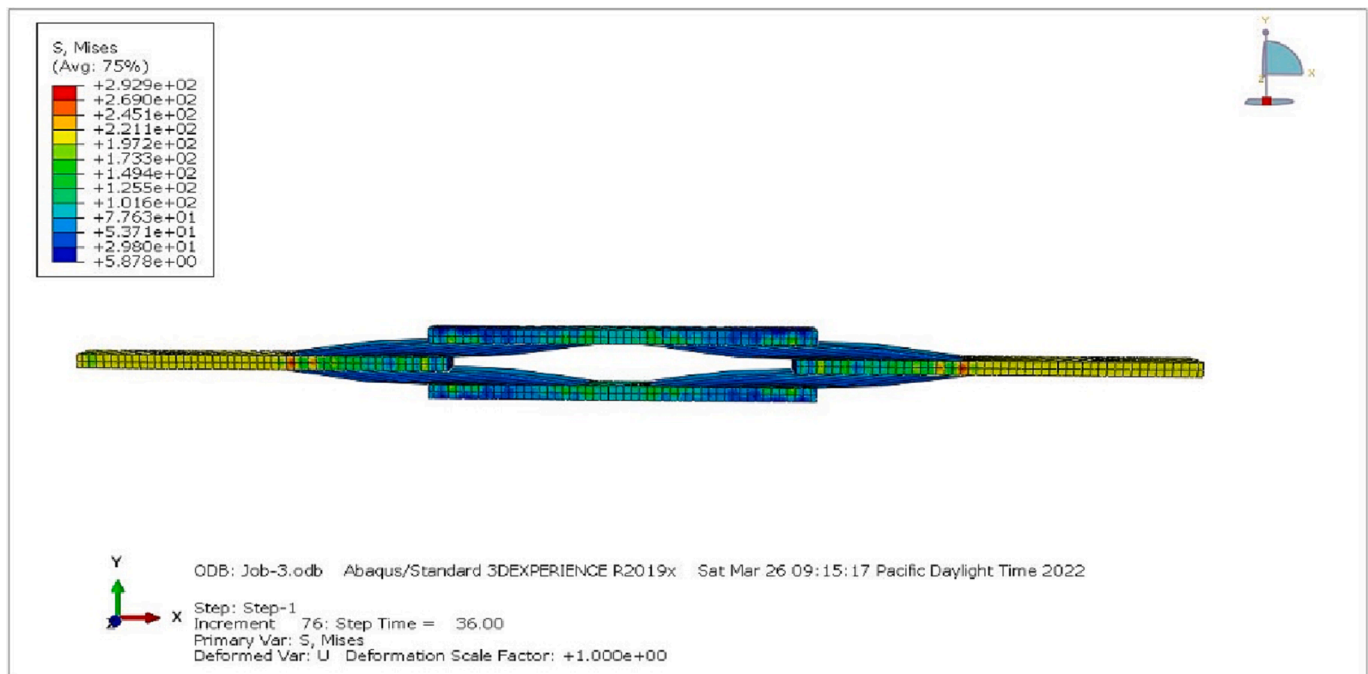 S, Mises
(Avg: 75%)
+2.929e+02
+2.690e+02
+2.451e+02
+2.211e+02
+1.972e+02
+1.733e+02
+1.494e+02
+1.255e+02
+1.016e+02
+7.763e+01
+5.371e+01
+2.980e+01
+5.878e+00
Y
X
Z
Y
X
Z
ODB: Job-3.odb Abaqus/Standard 3DEXPERIENCE R2019x Sat Mar 26 09:15:17 Pacific Daylight Time 2022
Step: Step-1
Increment 76: Step Time = 36.00
Primary Var: S, Mises
Deformed Var: U Deformation Scale Factor: +1.000e+00